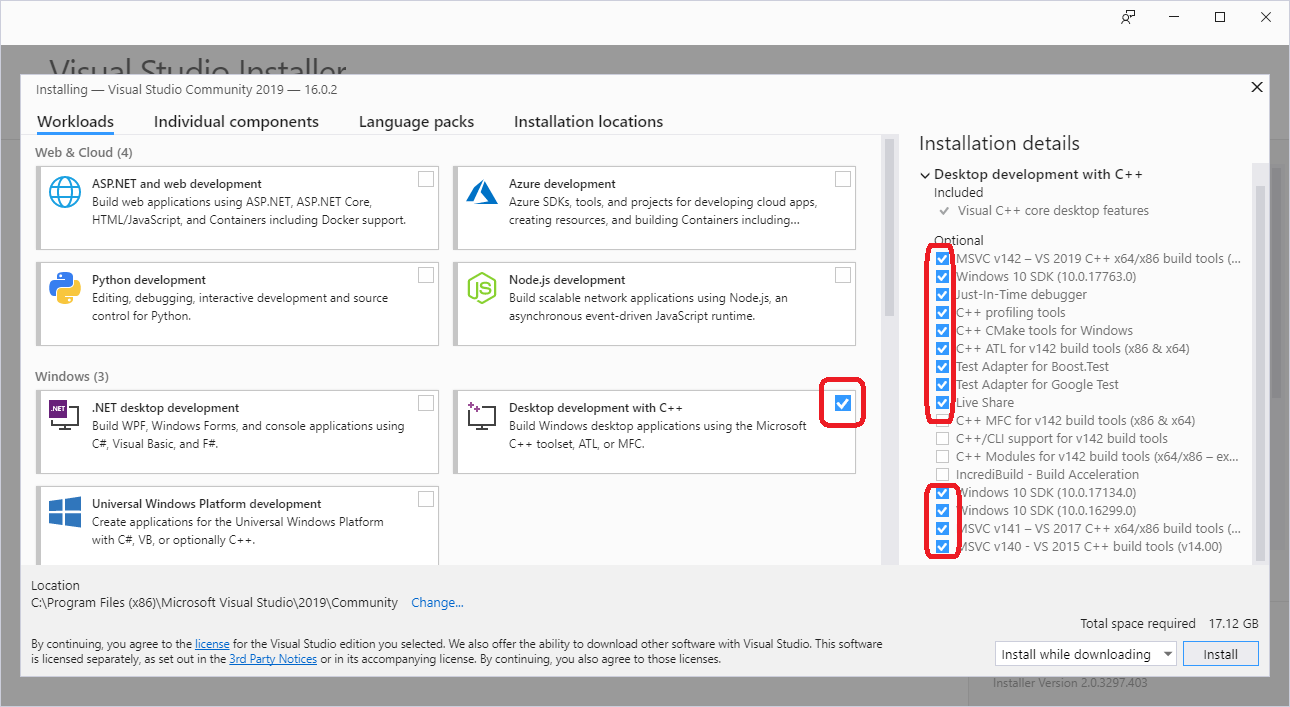 Visual Studio Installer
Installing — Visual Studio Community 2019 — 16.0.2
Workloads
Individual components
Language packs
Installation locations
Web & Cloud (4)
ASP.NET and web development
Build web applications using ASP.NET, ASP.NET Core,
HTML/JavaScript, and Containers including Docker support.
Azure development
Azure SDKs, tools, and projects for developing cloud apps,
creating resources, and building Containers including...
Python development
Editing, debugging, interactive development and source
control for Python.
JS
Node.js development
Build scalable network applications using Node.js, an
asynchronous event-driven JavaScript runtime.
Windows (3)
.NET
.NET desktop development
Build WPF, Windows Forms, and console applications using
C#, Visual Basic, and F#.
Desktop development with C++
Build Windows desktop applications using the Microsoft
C++ toolset, ATL, or MFC.
Universal Windows Platform development
Create applications for the Universal Windows Platform
with C#, VB, or optionally C++.
Installation details
Desktop development with C++
Included
Visual C++ core desktop features
Optional
MSVC v142 – VS 2019 C++ x64/x86 build tools (...
Windows 10 SDK (10.0.17763.0)
Just-In-Time debugger
C++ profiling tools
C++ CMake tools for Windows
C++ ATL for v142 build tools (x86 & x64)
Test Adapter for Boost.Test
Test Adapter for Google Test
Live Share
C++ MFC for v142 build tools (x86 & x64)
C++/CLI support for v142 build tools
C++ Modules for v142 build tools (x64/x86 – ex...
IncrediBuild - Build Acceleration
Windows 10 SDK (10.0.17134.0)
Windows 10 SDK (10.0.16299.0)
MSVC v141 – VS 2017 C++ x64/x86 build tools (...
MSVC v140 - VS 2015 C++ build tools (v14.00)
Location
C:\Program Files (x86)\Microsoft Visual Studio\2019\Community Change...
By continuing, you agree to the license for the Visual Studio edition you selected. We also offer the ability to download other software with Visual Studio. This software
is licensed separately, as set out in the 3rd Party Notices or in its accompanying license. By continuing, you also agree to those licenses.
Total space required 17.12 GB
Install while downloading
Install
Installer Version 2.0.3297.403